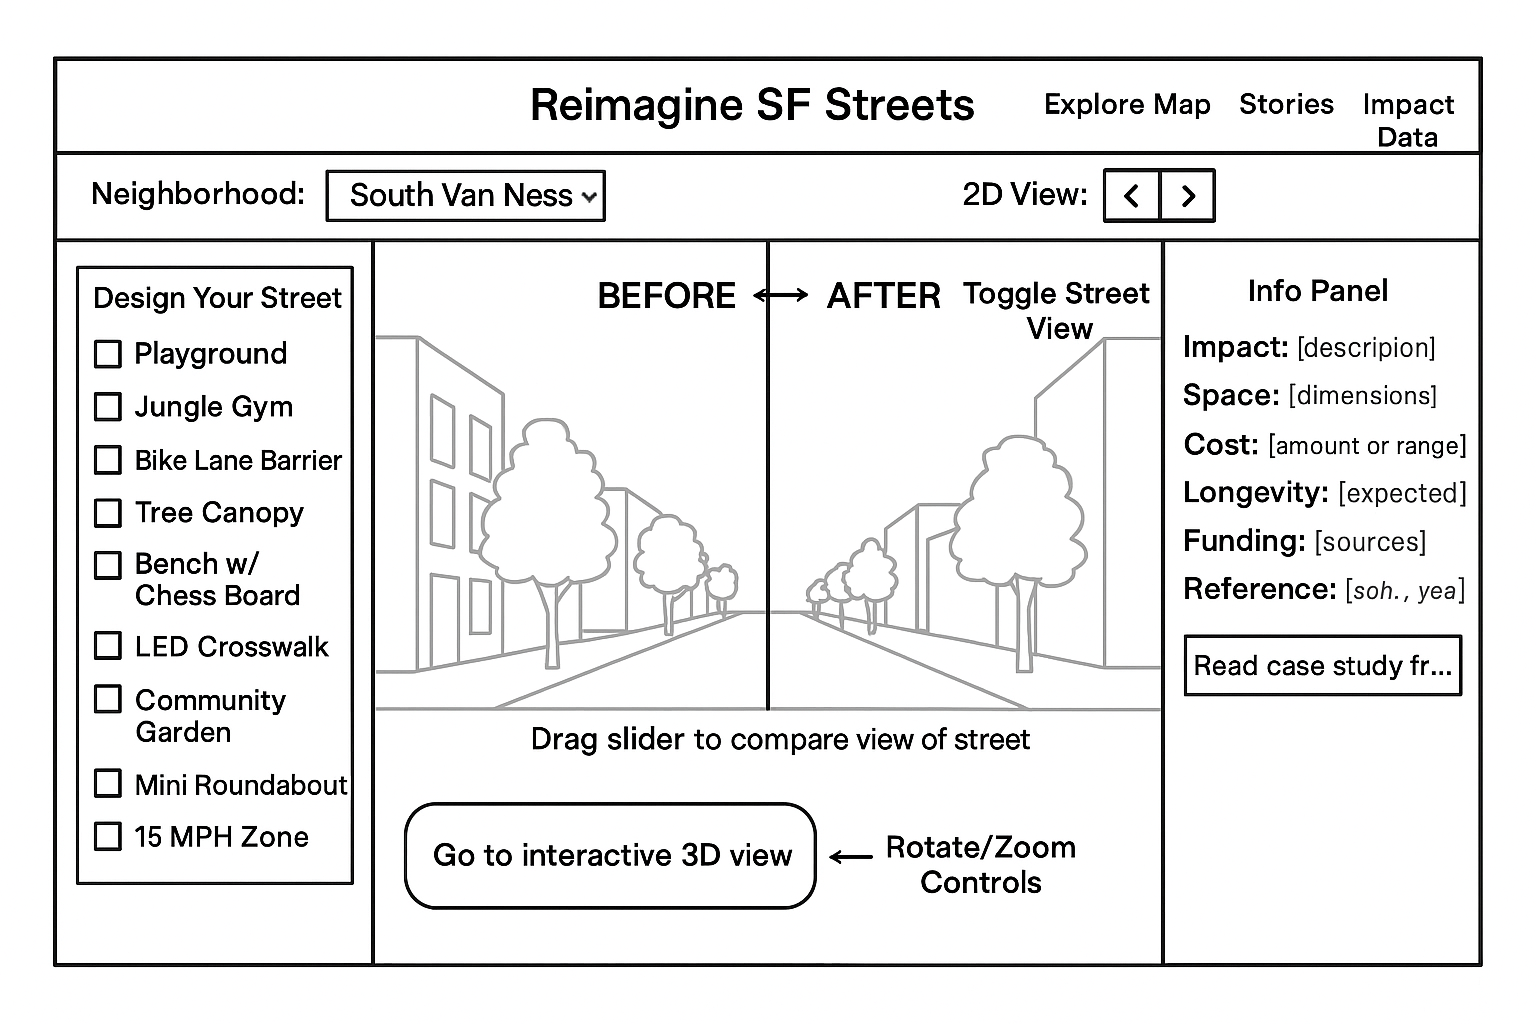 Reimagine SF Streets
Explore Map
Stories
Impact
Data
Neighborhood:
South Van Ness
2D View:
Design Your Street
Playground
Jungle Gym
Bike Lane Barrier
Tree Canopy
Bench w/
Chess Board
LED Crosswalk
Community
Garden
Mini Roundabout
15 MPH Zone
BEFORE
AFTER
Toggle Street
View
Drag slider to compare view of street
Go to interactive 3D view
Rotate/Zoom
Controls
Info Panel
Impact: [descripion]
Space: [dimensions]
Cost: [amount or range]
Longevity: [expected]
Funding: [sources]
Reference: [soh., yea]
Read case study fr...